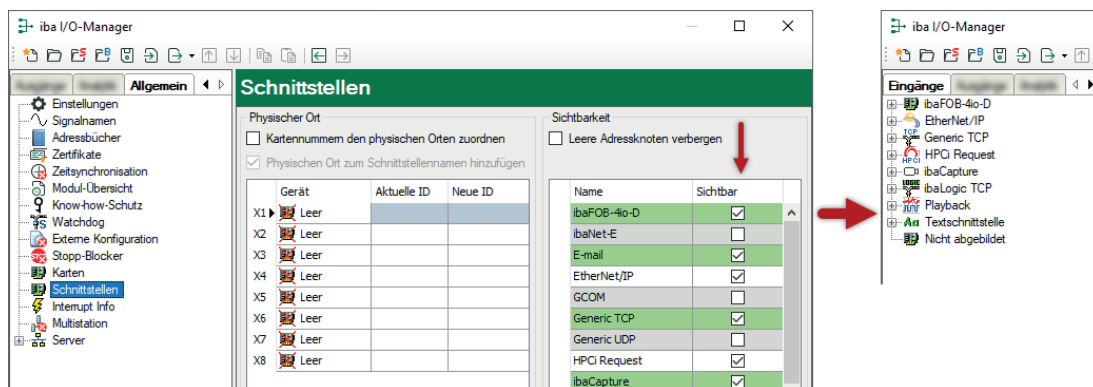 iba I/O-Manager
Allgemein
Einstellungen
Signalnamen
Adressbücher
Zertifikate
Zeitsynchronisation
Modul-Übersicht
Know-how-Schutz
Watchdog
Externe Konfiguration
Stopp-Blocker
Karten
Schnittstellen
Interrupt Info
Multistation
Server
Schnittstellen
Physischer Ort
Kartennummern den physischen Orten zuordnen
Physischen Ort zum Schnittstellennamen hinzufügen
Gerät Aktuelle ID Neue ID
X1 Leer
X2 Leer
X3 Leer
X4 Leer
X5 Leer
X6 Leer
X7 Leer
X8 Leer
Sichtbarkeit
Leere Adressknoten verbergen
Name Sichtbar
ibaFOB-4io-D
ibaNet-E
E-mail
EtherNet/IP
GCOM
Generic TCP
Generic UDP
HPCi Request
ibaCapture
iba I/O-Manager
Eingänge
ibaFOB-4io-D
EtherNet/IP
Generic TCP
HPCi Request
ibaCapture
ibaLogic TCP
Playback
Textschnittstelle
Nicht abgebildet